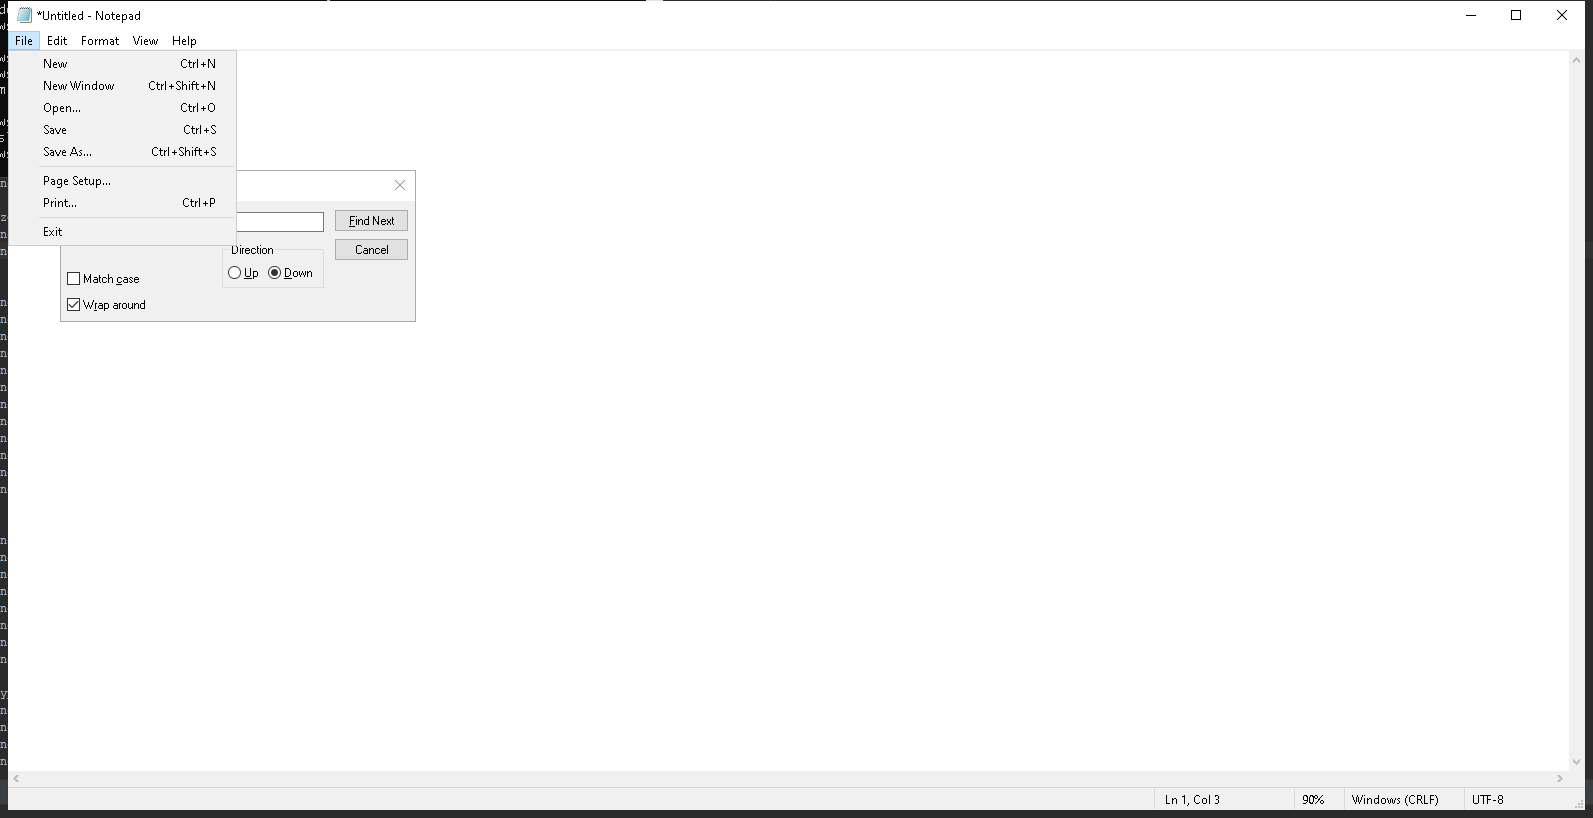 *Untitled - Notepad
File Edit Format View Help
New Ctrl+N
New Window Ctrl+Shift+N
Open... Ctrl+O
Save Ctrl+S
Save As... Ctrl+Shift+S
Page Setup...
Print... Ctrl+P
Exit
Find Next
Direction
Cancel
Up Down
Match case
Wrap around
Ln 1, Col 3
90%
Windows (CRLF)
UTF-8